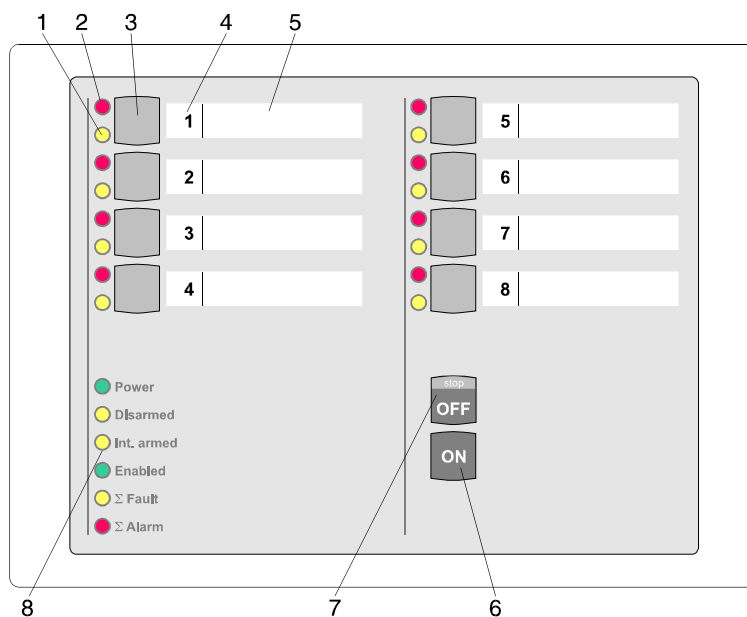 1 2 3 4 5
1 5
2 6
3 7
4 8
Power
DIsarmed
Int. armed
Enabled
Σ Fault
Σ Alarm
stop
OFF
ON
8 7 6